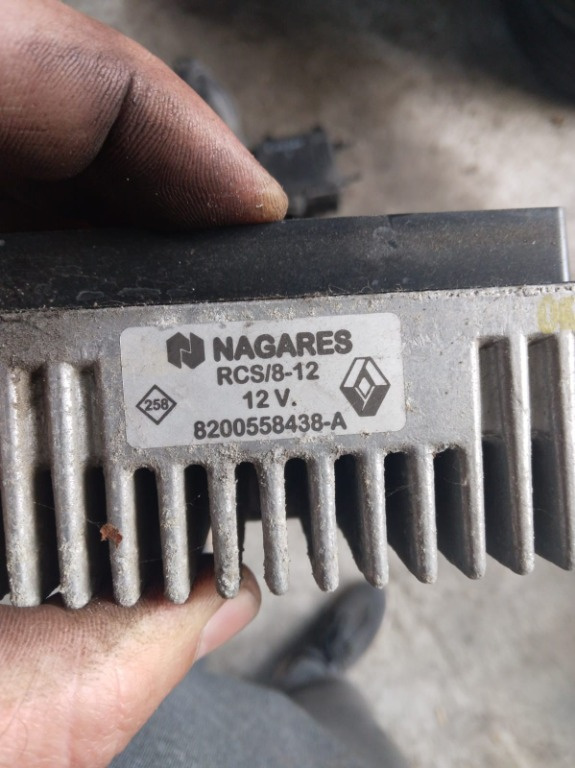 NAGARES
RCS/8-12
258
12 V.
8200558438-A